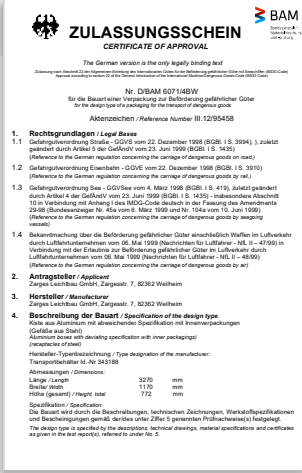 BAM
ZULASSUNGSSCHEIN
CERTIFICATE OF APPROVAL
The German version is the only legally binding text
Nr. D/BAM 6071/4BW
für die Bauart einer Verpackung zur Beförderung gefährlicher Güter
for the design type of packaging for the transport of dangerous goods
Aktenzeichen / Reference Number III.12/95458
1. Rechtsgrundlagen / Legal Bases
1.1 Gefahrgutverordnung Straße - GGVS vom 22. Dezember 1998 (BGBl. I S. 3994), ), zuletzt
geändert durch Artikel 5 der GefÄndV vom 23. Juni 1999 (BGBl. I S. 1435)
(Reference to the German regulation concerning the carriage of dangerous goods on road.)
1.2 Gefahrgutverordnung Eisenbahn - GGVE vom 22. Dezember 1998 (BGBl. I S. 3910)
(Reference to the German regulation concerning the carriage of dangerous goods by rail.)
1.3 Gefahrgutverordnung See - GGVSee vom 4. März 1998 (BGBl. I S. 419), zuletzt geändert
durch Artikel 4 der GefÄndV vom 23. Juni 1999 (BGBl. I S. 1435) - insbesondere Abschnitt
10 in Verbindung mit Anhang I des IMDG-Code deutsch in der Fassung des Amendments
29-98 (Bundesanzeiger Nr. 45a vom 6. März 1999 und Nr. 104a vom 10. Juni 1999)
(Reference to the German regulation concerning the carriage of dangerous goods by seagoing
vessels)
1.4 Bekanntmachung über die Beförderung gefährlicher Güter einschließlich Waffen im Luftverkehr
durch Luftfahrtunternehmen vom 06. Mai 1999 (Nachrichten für Luftfahrer - NfL II – 47/99) in
Verbindung mit der Erlaubnis zur Beförderung gefährlicher Güter im Luftverkehr durch
Luftfahrtunternehmen vom 06. Mai 1999 (Nachrichten für Luftfahrer - NfL II – 48/99)
(Reference to the German regulation concerning the carriage of dangerous goods by air)
2. Antragsteller / Applicant
Zarges Leichtbau GmbH, Zargesstr. 7, 82362 Weilheim
3. Hersteller / Manufacturer
Zarges Leichtbau GmbH, Zargesstr. 7, 82362 Weilheim
4. Beschreibung der Bauart / Specification of the design type
Kiste aus Aluminium mit abweichender Spezifikation mit Innenverpackungen
(Gefäße aus Stahl)
Aluminium boxes with deviating specification with inner packagings)
(receptacles of steel)
Hersteller-Typenbezeichnung / Type designation of the manufacturer:
Transportbehälter Id.-Nr 343188
Abmessungen / Dimensions:
Länge / Length 3270 mm
Breite/ Width 1170 mm
Höhe (gesamt) / Height, total 772 mm
Spezifikation / Specification:
Die Bauart wird durch die Beschreibungen, technischen Zeichnungen, Werkstoffspezifikationen
und Bescheinigungen gemäß der/des unter Ziffer 5 genannten Prüfnachweise(s) festgelegt.
The design type is specified by the descriptions, technical drawings, material specifications and certificates
as given in the test report(s), referred to under No. 5.